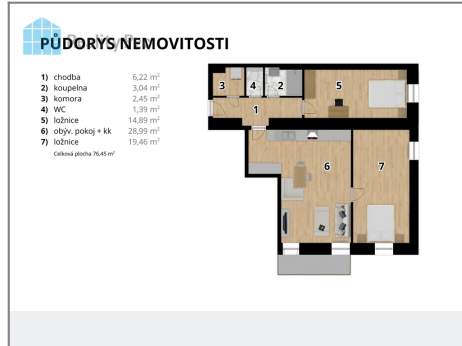 PŮDORYS NEMOVITOSTI
1) chodba 6,22 m²
2) koupelna 3,04 m²
3) komora 2,45 m²
4) WC 1,39 m²
5) ložnice 14,89 m²
6) obýv. pokoj + kk 28,99 m²
7) ložnice 19,46 m²
Celková plocha 76,45 m²
3
4
2
5
1
6
7